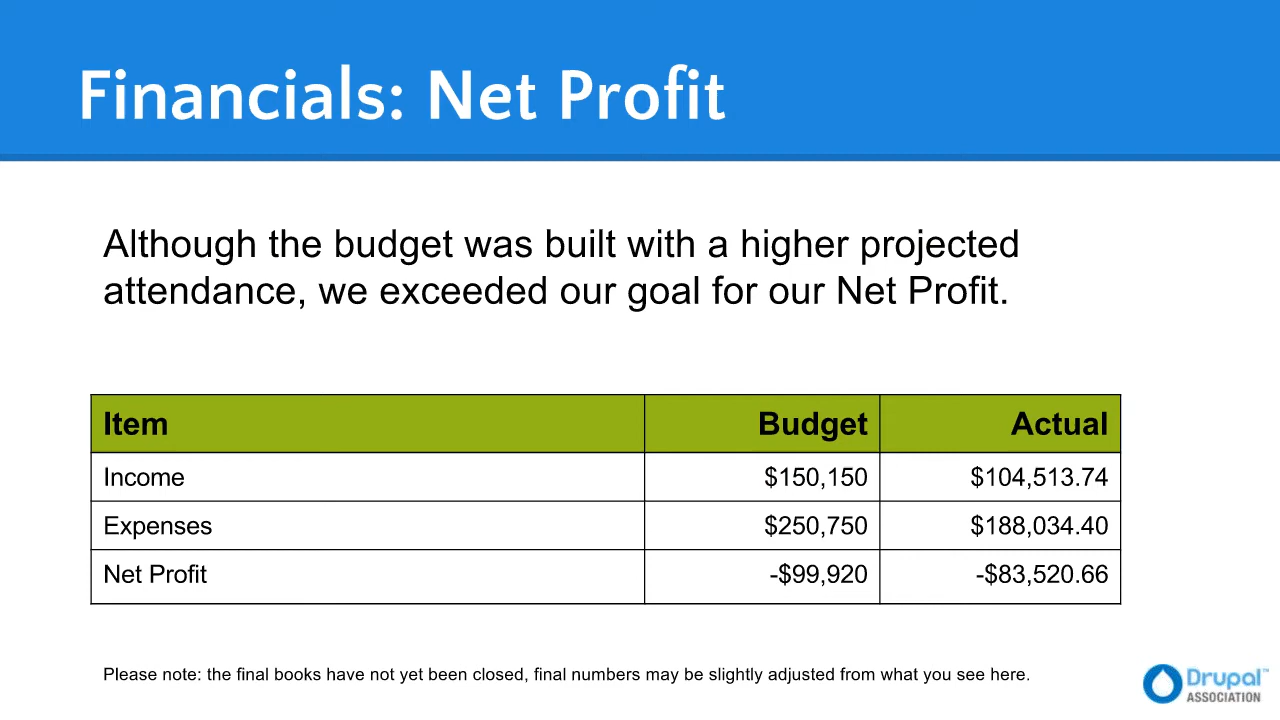 Financials: Net Profit
Although the budget was built with a higher projected
attendance, we exceeded our goal for our Net Profit.
Item Budget Actual
Income $150,150 $104,513.74
Expenses $250,750 $188,034.40
Net Profit -$99,920 -$83,520.66
Please note: the final books have not yet been closed, final numbers may be slightly adjusted from what you see here.
Drupal™
ASSOCIATION